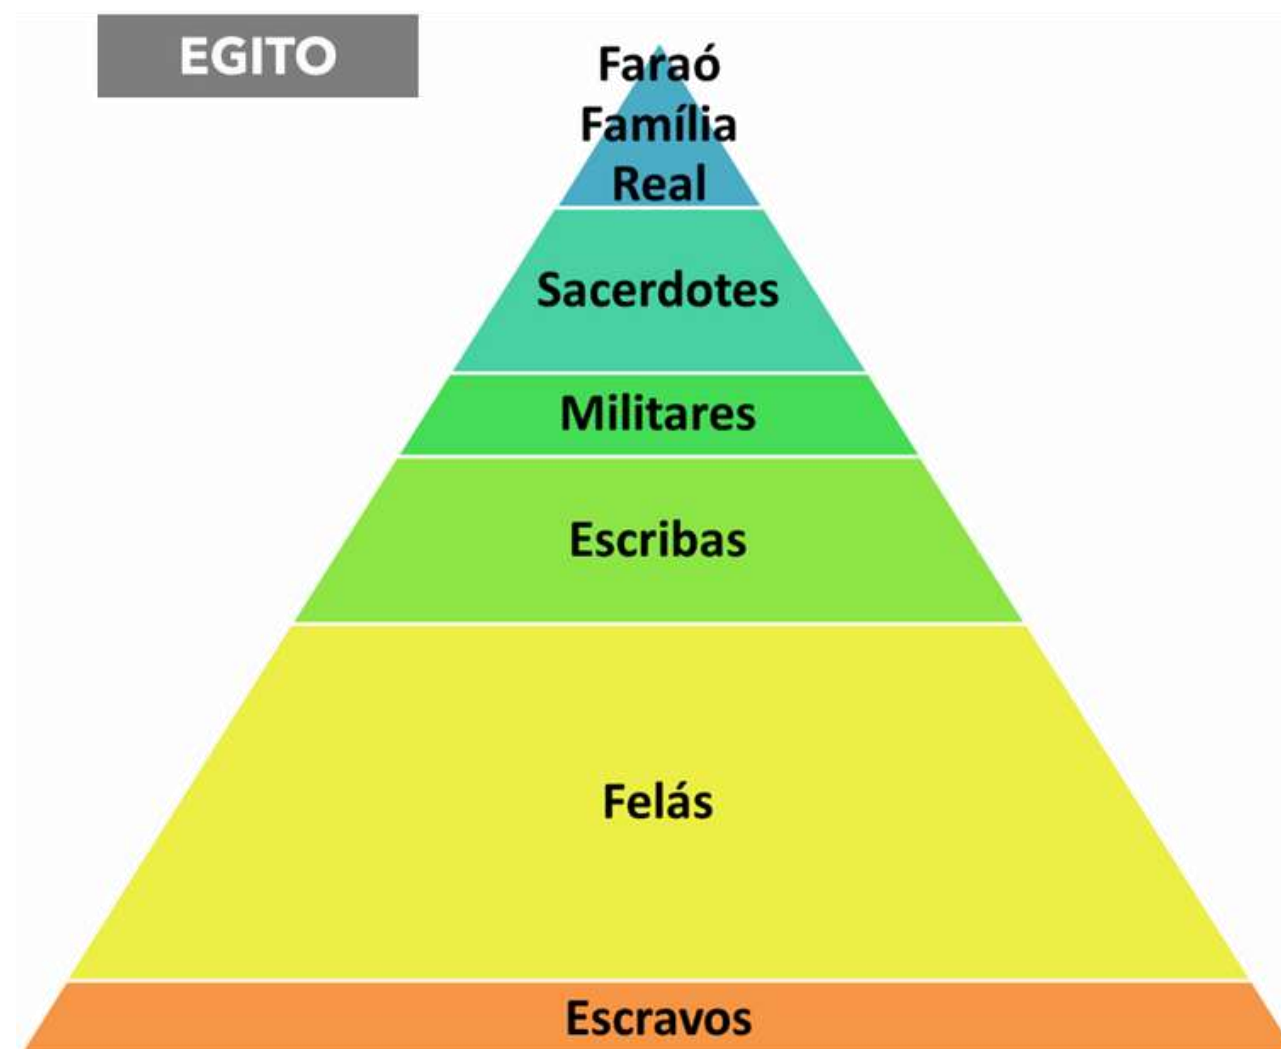 EGITO
Faraó
Família
Real
Sacerdotes
Militares
Escribas
Felás
Escravos